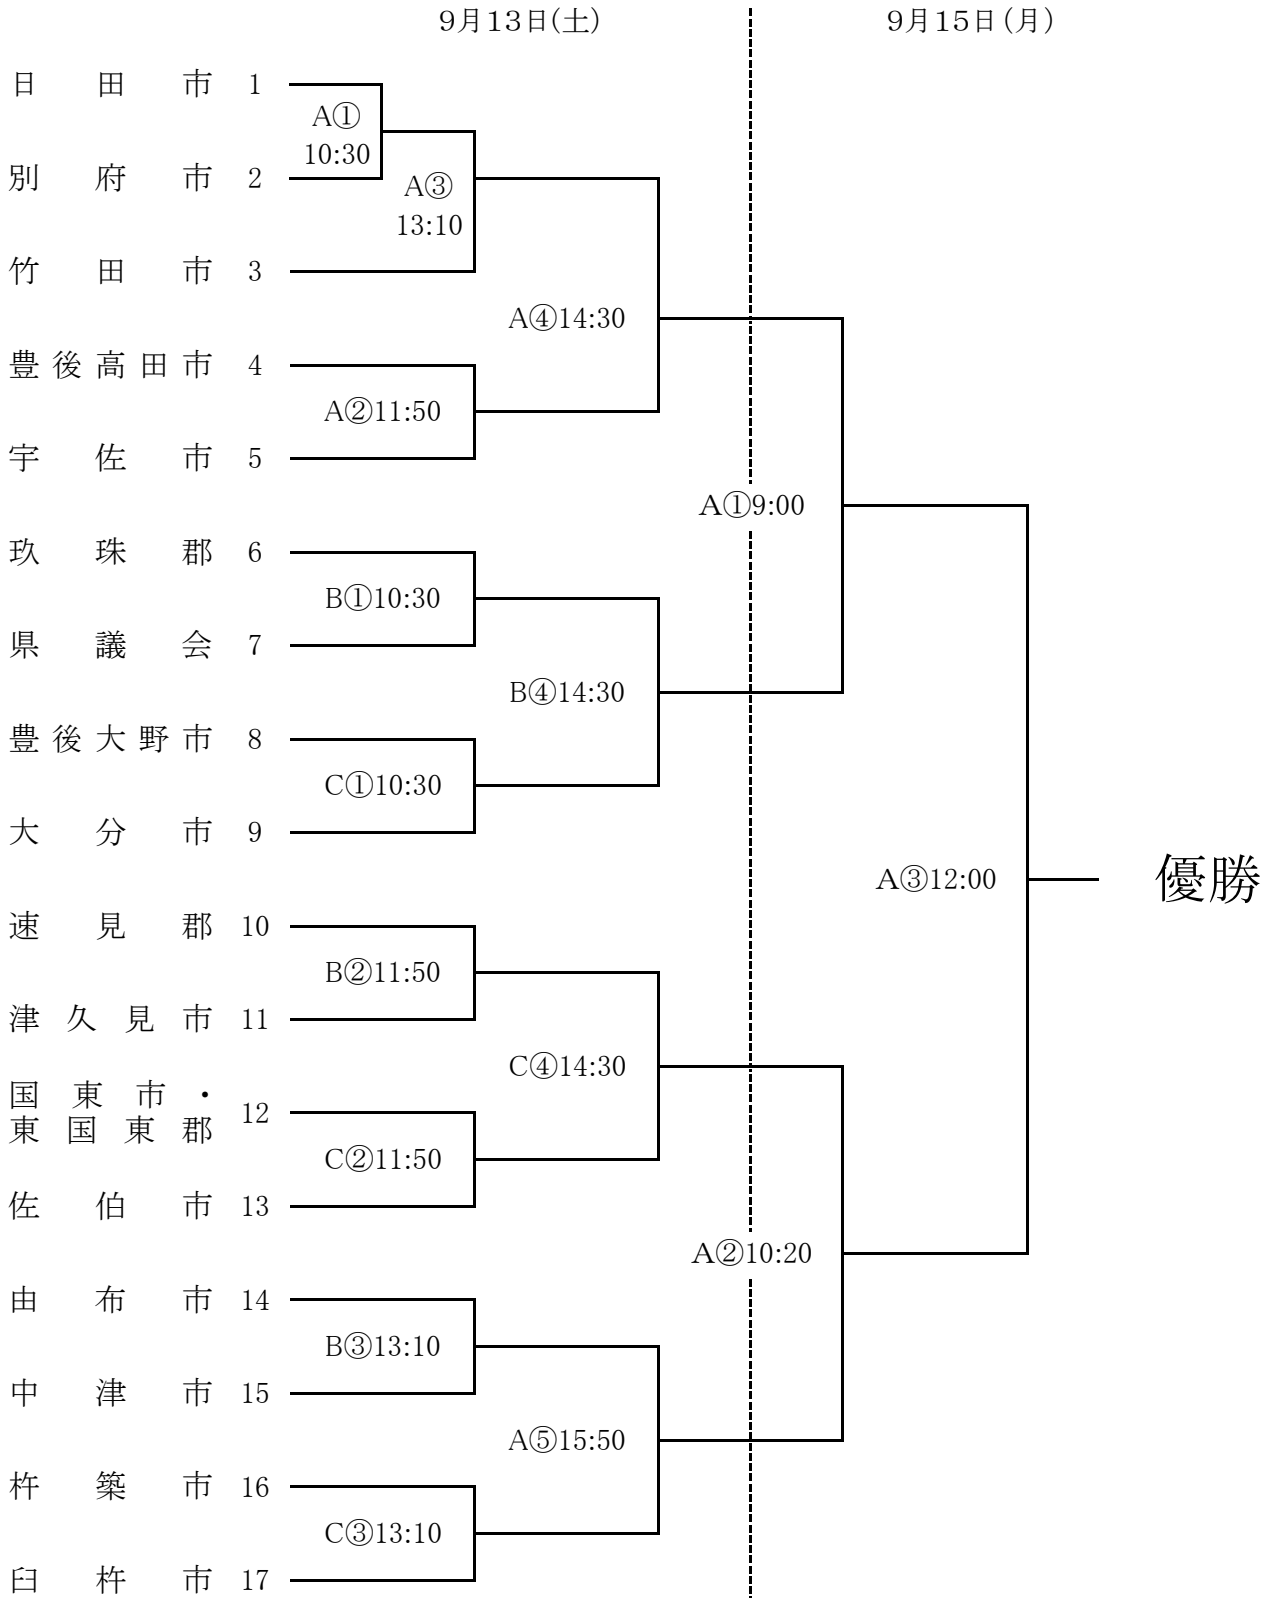 9月13日(土)
9月15日(月)
日田市 1
A①
10:30
別府市 2
A③
13:10
竹田市 3
A④14:30
豊後高田市 4
A②11:50
宇佐市 5
A①9:00
玖珠郡 6
B①10:30
県議会 7
B④14:30
豊後大野市 8
C①10:30
大分市 9
A③12:00
優勝
速見郡 10
B②11:50
津久見市 11
C④14:30
国東市・
東国東郡 12
C②11:50
佐伯市 13
A②10:20
由布市 14
B③13:10
中津市 15
A⑤15:50
杵築市 16
C③13:10
臼杵市 17